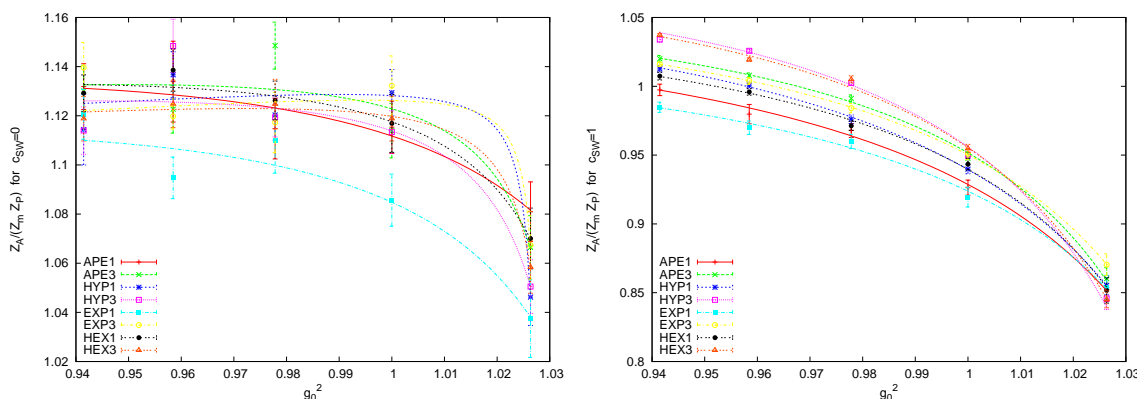 Z_A/(Z_m Z_P) for c_SW=0
1.16
1.14
1.12
1.1
1.08
1.06
1.04
1.02
APE1
APE3
HYP1
HYP3
EXP1
EXP3
HEX1
HEX3
0.94 0.95 0.96 0.97 0.98 0.99 1 1.01 1.02 1.03
g_0^2
Z_A/(Z_m Z_P) for c_SW=1
1.05
1
0.95
0.9
0.85
0.8
APE1
APE3
HYP1
HYP3
EXP1
EXP3
HEX1
HEX3
0.94 0.95 0.96 0.97 0.98 0.99 1 1.01 1.02 1.03
g_0^2